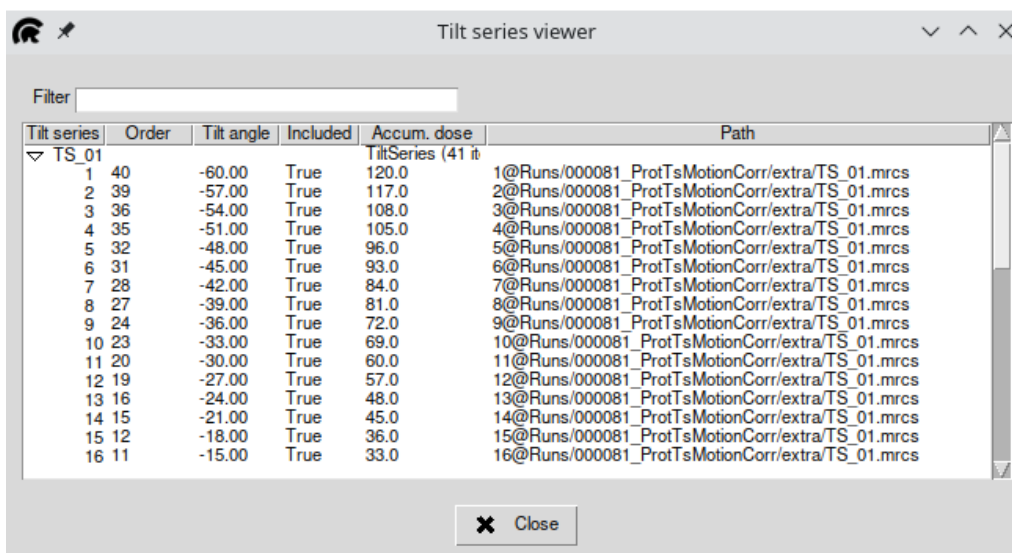 Tilt series viewer
Filter
Tilt series Order Tilt angle Included Accum. dose Path
TS_01 TiltSeries (41 it
1 40 -60.00 True 120.0 1@Runs/000081_ProtTsMotionCorr/extra/TS_01.mrcs
2 39 -57.00 True 117.0 2@Runs/000081_ProtTsMotionCorr/extra/TS_01.mrcs
3 36 -54.00 True 108.0 3@Runs/000081_ProtTsMotionCorr/extra/TS_01.mrcs
4 35 -51.00 True 105.0 4@Runs/000081_ProtTsMotionCorr/extra/TS_01.mrcs
5 32 -48.00 True 96.0 5@Runs/000081_ProtTsMotionCorr/extra/TS_01.mrcs
6 31 -45.00 True 93.0 6@Runs/000081_ProtTsMotionCorr/extra/TS_01.mrcs
7 28 -42.00 True 84.0 7@Runs/000081_ProtTsMotionCorr/extra/TS_01.mrcs
8 27 -39.00 True 81.0 8@Runs/000081_ProtTsMotionCorr/extra/TS_01.mrcs
9 24 -36.00 True 72.0 9@Runs/000081_ProtTsMotionCorr/extra/TS_01.mrcs
10 23 -33.00 True 69.0 10@Runs/000081_ProtTsMotionCorr/extra/TS_01.mrcs
11 20 -30.00 True 60.0 11@Runs/000081_ProtTsMotionCorr/extra/TS_01.mrcs
12 19 -27.00 True 57.0 12@Runs/000081_ProtTsMotionCorr/extra/TS_01.mrcs
13 16 -24.00 True 48.0 13@Runs/000081_ProtTsMotionCorr/extra/TS_01.mrcs
14 15 -21.00 True 45.0 14@Runs/000081_ProtTsMotionCorr/extra/TS_01.mrcs
15 12 -18.00 True 36.0 15@Runs/000081_ProtTsMotionCorr/extra/TS_01.mrcs
16 11 -15.00 True 33.0 16@Runs/000081_ProtTsMotionCorr/extra/TS_01.mrcs
Close